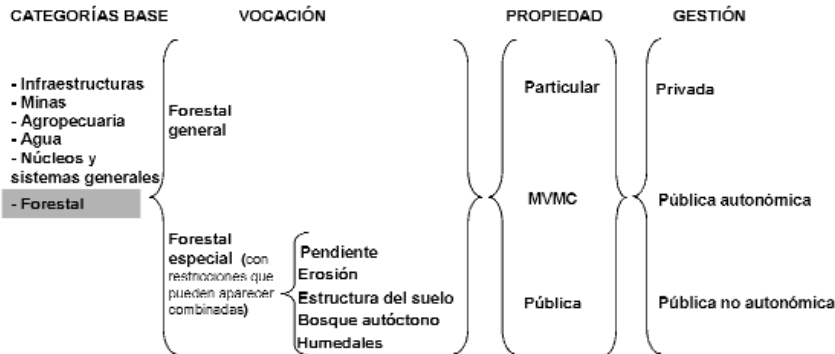 CATEGORÍAS BASE
VOCACIÓN
PROPIEDAD
GESTIÓN
- Infraestructuras
- Minas
- Agropecuaria
- Agua
- Núcleos y
sistemas generales
- Forestal
Forestal
general
Forestal
especial (con
restricciones que
pueden aparecer
combinadas)
Pendiente
Erosión
Estructura del suelo
Bosque autóctono
Humedales
Particular
MVMC
Pública
Privada
Pública autonómica
Pública no autonómica